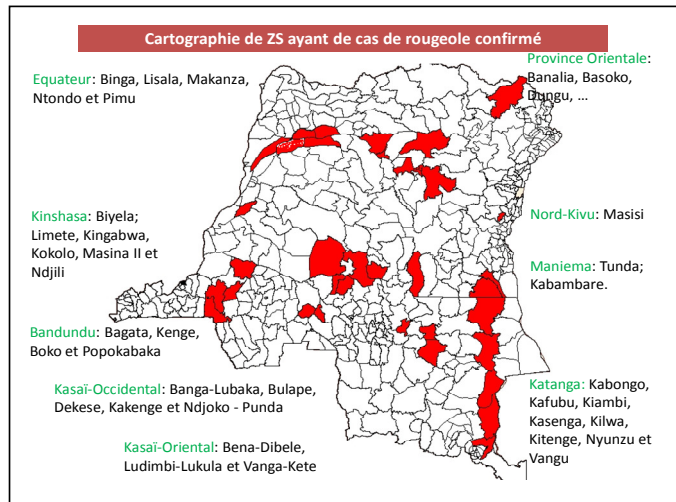 Cartographie de ZS ayant de cas de rougeole confirmé
Equateur: Binga, Lisala, Makanza,
Ntondo et Pimu
Province Orientale:
Banalia, Basoko,
Dungu, ...
Kinshasa: Biyela;
Limete, Kingabwa,
Kokolo, Masina II et
Ndjili
Nord-Kivu: Masisi
Maniema: Tunda;
Kabambare.
Bandundu: Bagata, Kenge,
Boko et Popokabaka
Kasaï-Occidental: Banga-Lubaka, Bulape,
Dekese, Kakenge et Ndjoko - Punda
Katanga: Kabongo,
Kafubu, Kiambi,
Kasenga, Kilwa,
Kitenge, Nyunzu et
Vangu
Kasaï-Oriental: Bena-Dibele,
Ludimbi-Lukula et Vanga-Kete